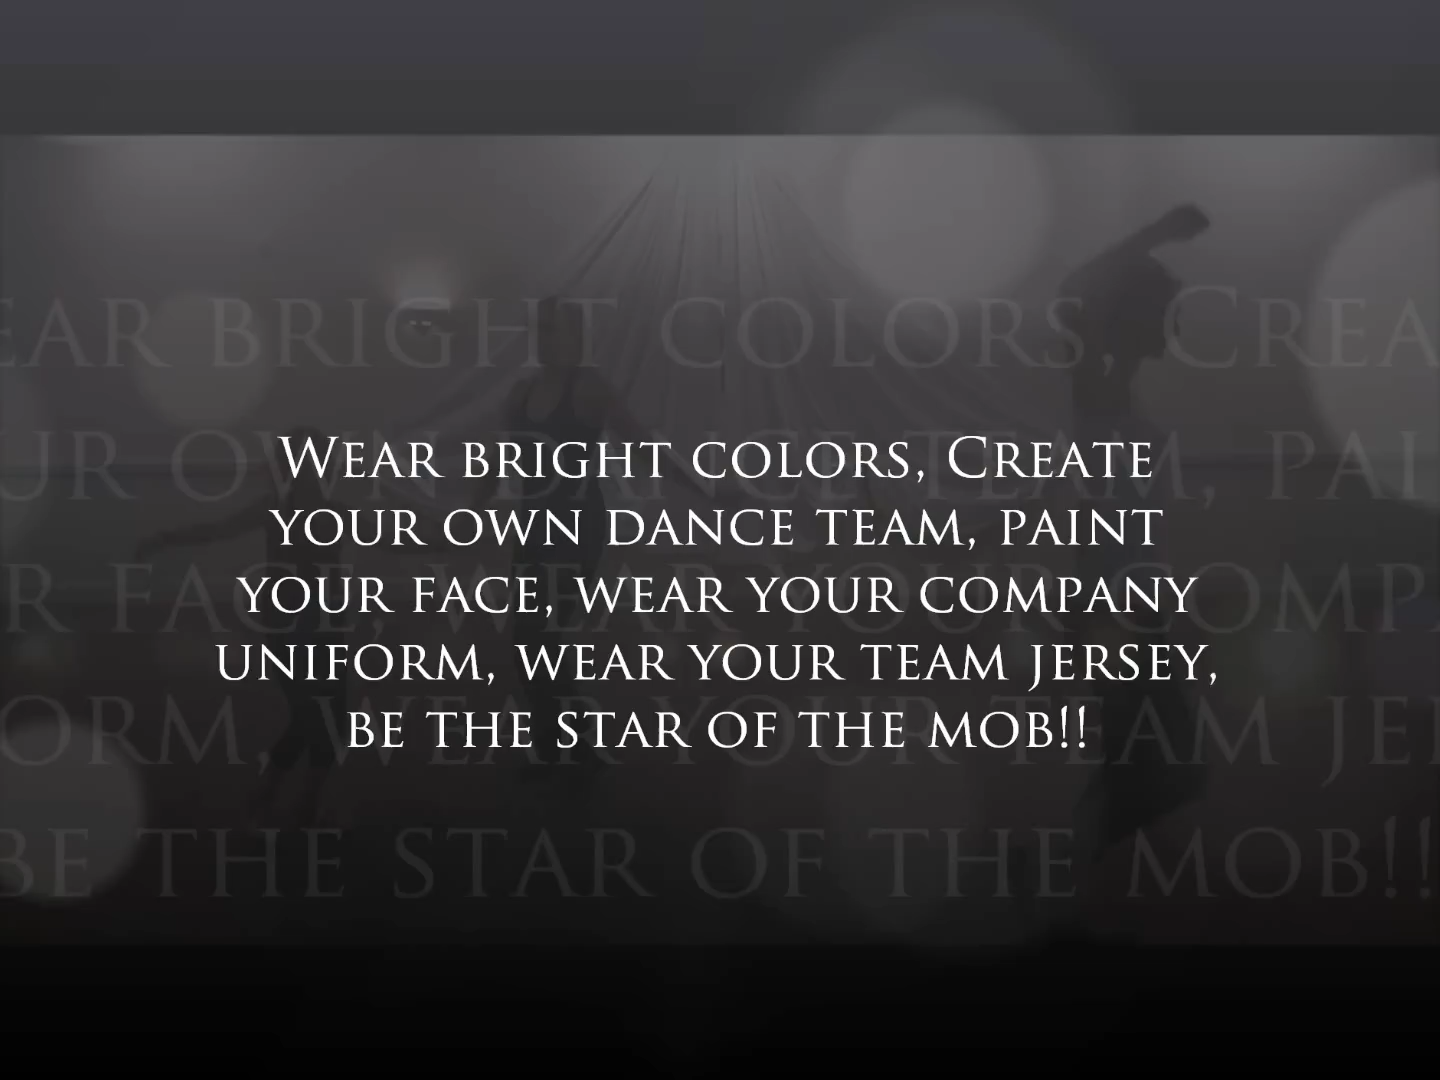 Wear bright colors, Create
your own dance team, paint
your face, wear your company
uniform, wear your team jersey,
be the star of the mob!!